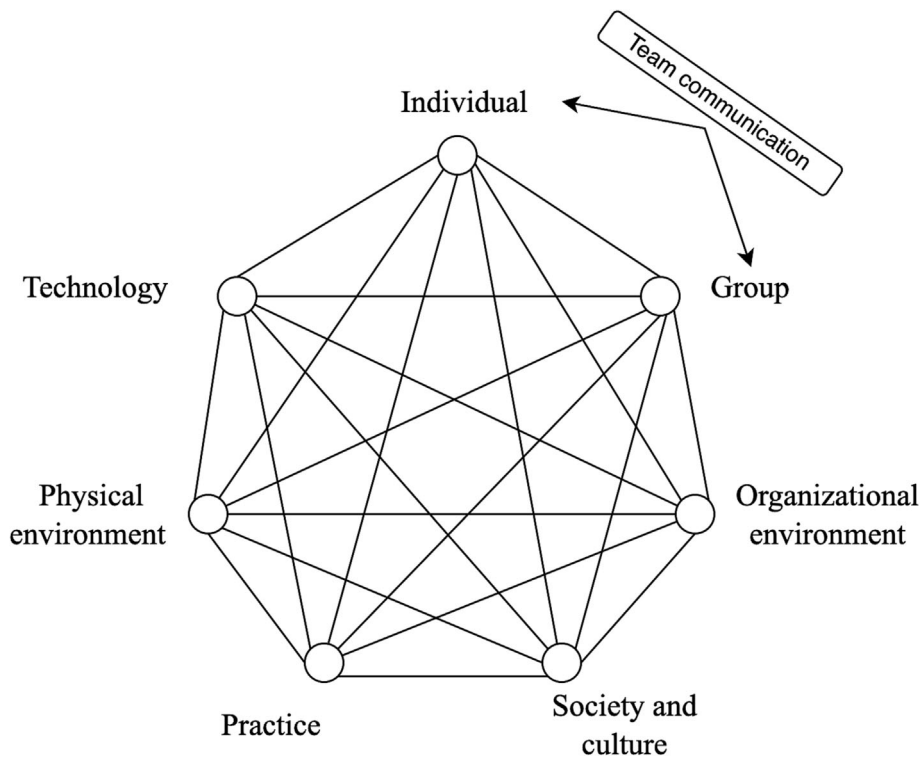 Team communication
Individual
Technology
Group
Physical
environment
Organizational
environment
Practice
Society and
culture